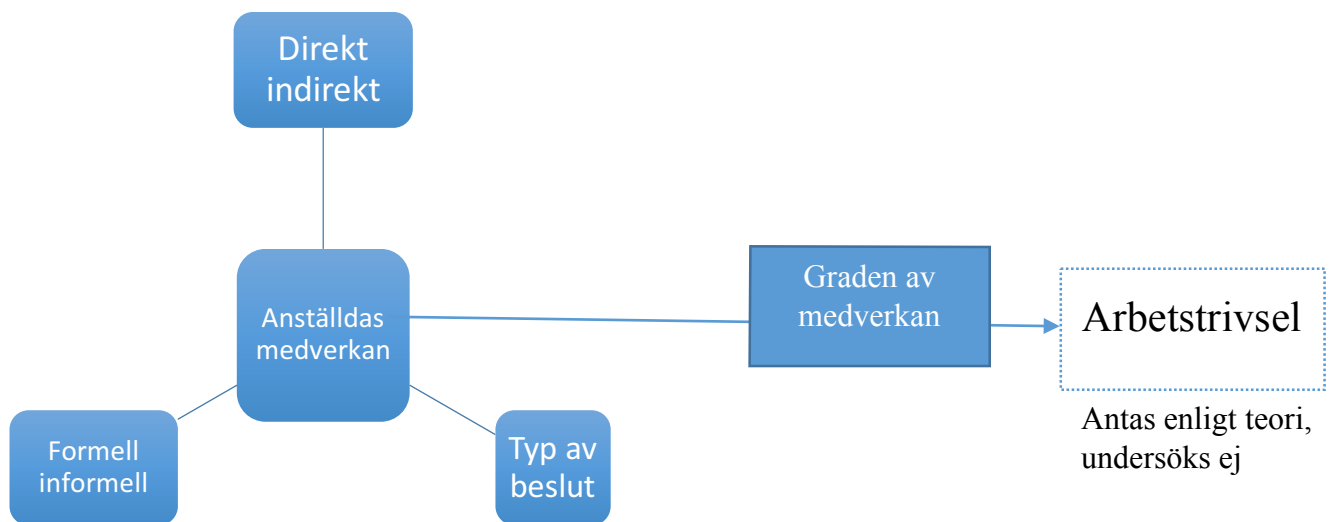 Direkt
indirekt
Anställdas
medverkan
Formell
informell
Typ av
beslut
Graden av
medverkan
Arbetstrivsel
Antas enligt teori,
undersöks ej